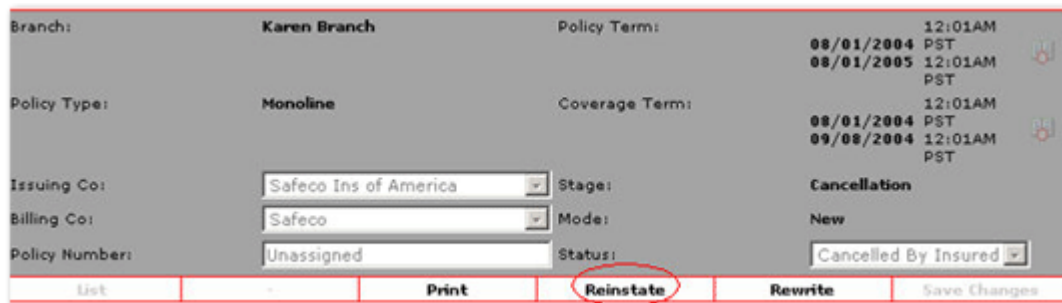 Branch: Karen Branch Policy Term: 08/01/2004 12:01AM PST
08/01/2005 12:01AM PST
Policy Type: Monoline Coverage Term: 08/01/2004 12:01AM PST
09/08/2004 12:01AM PST
Issuing Co: Safeco Ins of America Stage: Cancellation
Billing Co: Safeco Mode: New
Policy Number: Unassigned Status: Cancelled By Insured
List - Print Reinstate Rewrite Save Changes